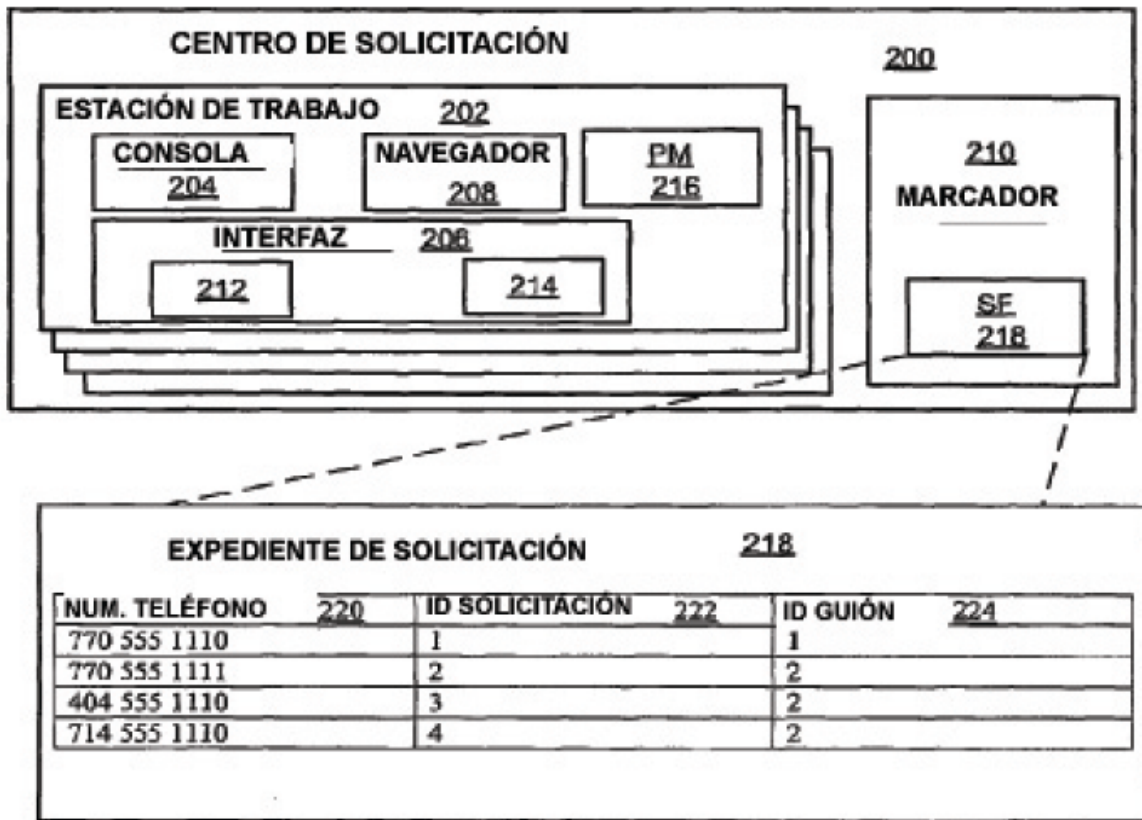 CENTRO DE SOLICITACIÓN
200
ESTACIÓN DE TRABAJO 202
CONSOLA
204
NAVEGADOR
208
PM
216
INTERFAZ 206
212
214
210
MARCADOR
SF
218
EXPEDIENTE DE SOLICITACIÓN 218
NUM. TELÉFONO 220 ID SOLICITACIÓN 222 ID GUIÓN 224
770 555 1110 1 1
770 555 1111 2 2
404 555 1110 3 2
714 555 1110 4 2